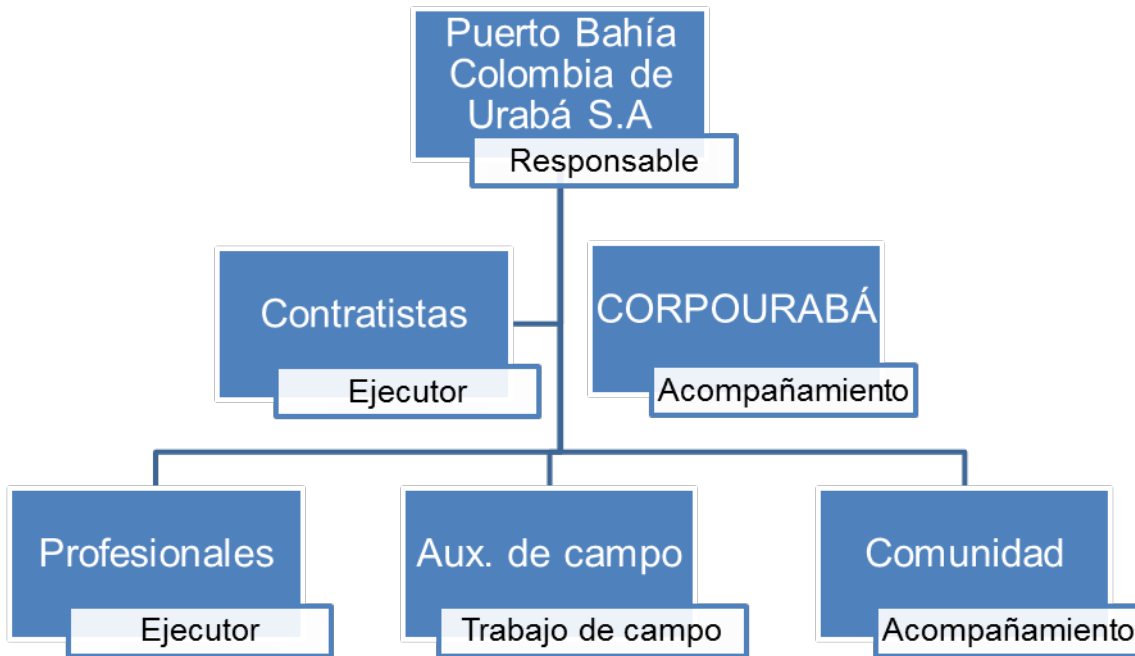 Puerto Bahía
Colombia de
Urabá S.A
Responsable
Contratistas
Ejecutor
CORPOURABÁ
Acompañamiento
Profesionales
Ejecutor
Aux. de campo
Trabajo de campo
Comunidad
Acompañamiento